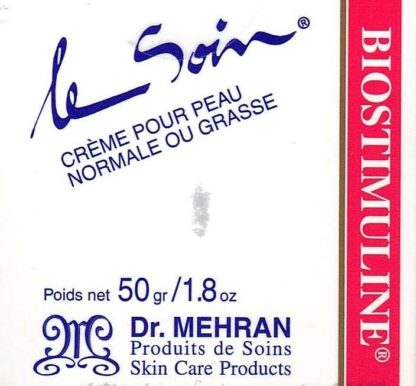 le Soin®
CRÈME POUR PEAU
NORMALE OU GRASSE
Poids net 50 gr/1.8 oz
Dr. MEHRAN
Produits de Soins
Skin Care Products
BIOSTIMULINE®